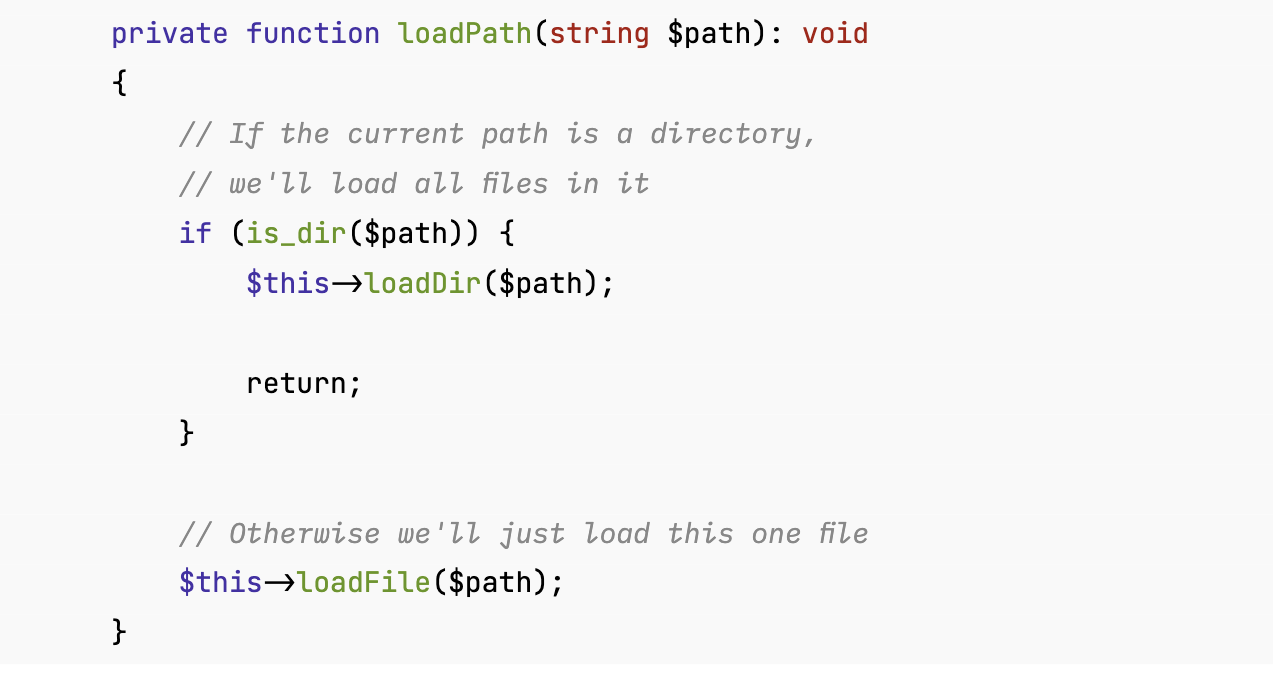 private function loadPath(string $path): void
{
    // If the current path is a directory,
    // we'll load all files in it
    if (is_dir($path)) {
        $this->loadDir($path);

        return;
    }

    // Otherwise we'll just load this one file
    $this->loadFile($path);
}